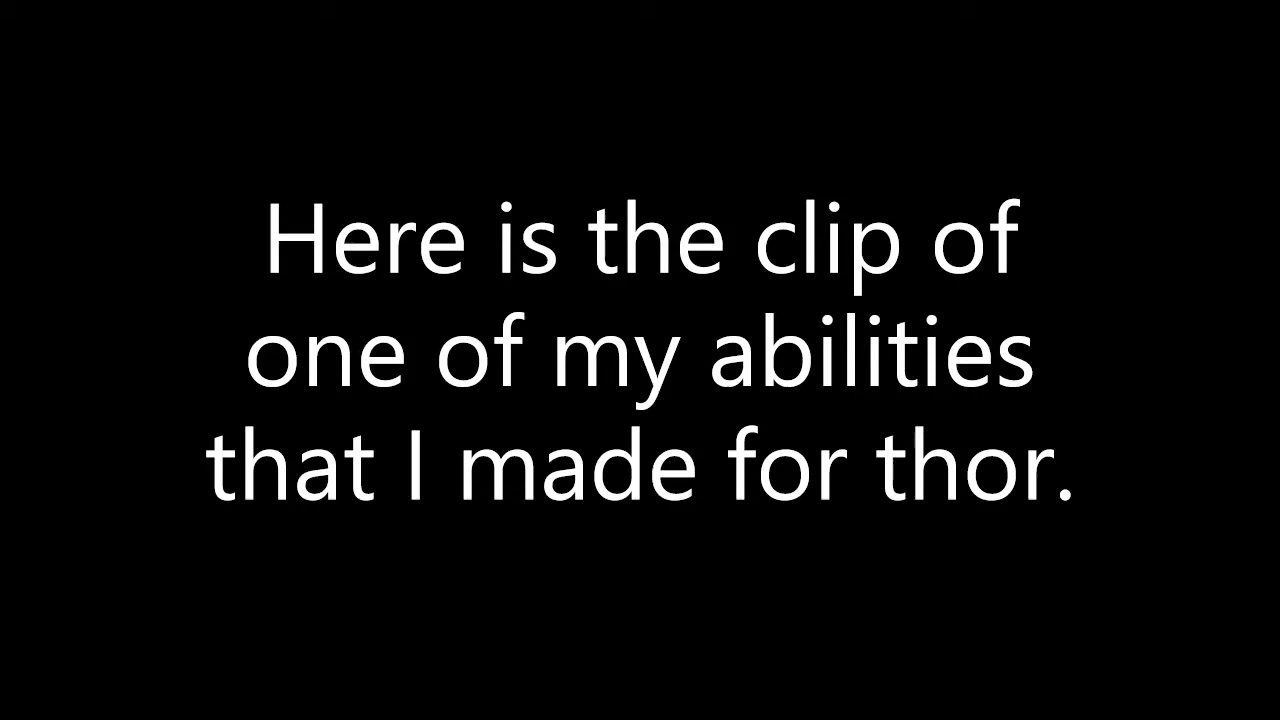 Here is the clip of
one of my abilities
that I made for thor.